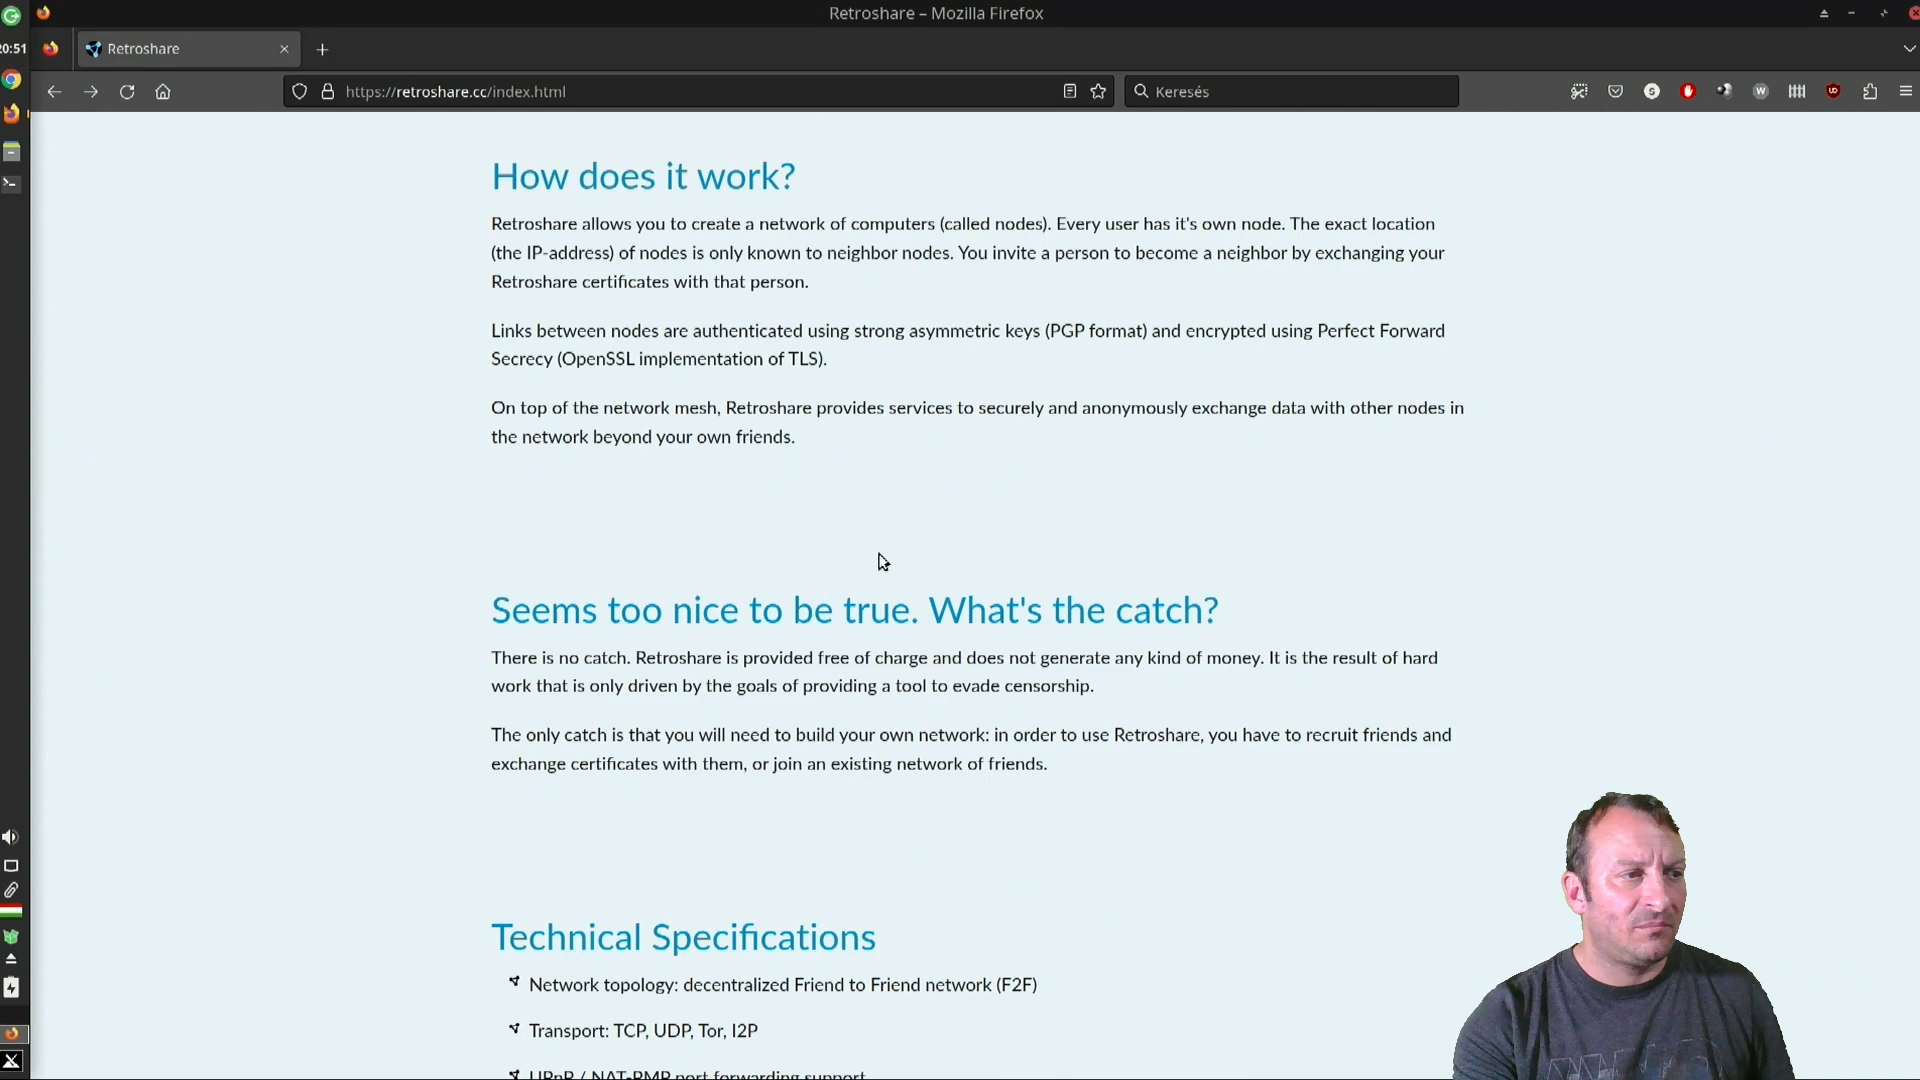 Retroshare – Mozilla Firefox
20:51
Retroshare
https://retroshare.cc/index.html
Keresés
How does it work?
Retroshare allows you to create a network of computers (called nodes). Every user has it's own node. The exact location
(the IP-address) of nodes is only known to neighbor nodes. You invite a person to become a neighbor by exchanging your
Retroshare certificates with that person.
Links between nodes are authenticated using strong asymmetric keys (PGP format) and encrypted using Perfect Forward
Secrecy (OpenSSL implementation of TLS).
On top of the network mesh, Retroshare provides services to securely and anonymously exchange data with other nodes in
the network beyond your own friends.
Seems too nice to be true. What's the catch?
There is no catch. Retroshare is provided free of charge and does not generate any kind of money. It is the result of hard
work that is only driven by the goals of providing a tool to evade censorship.
The only catch is that you will need to build your own network: in order to use Retroshare, you have to recruit friends and
exchange certificates with them, or join an existing network of friends.
Technical Specifications
Network topology: decentralized Friend to Friend network (F2F)
Transport: TCP, UDP, Tor, I2P
UPnP / NAT-PMP port forwarding support